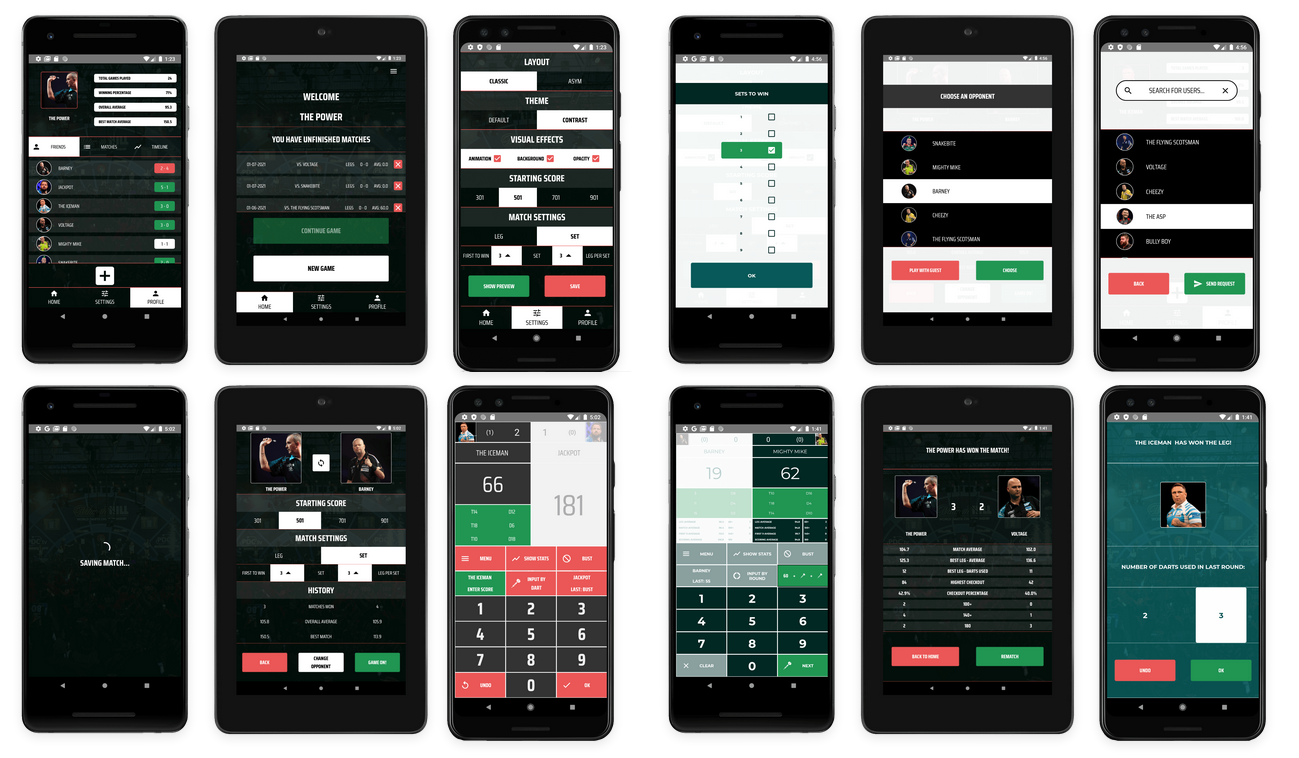 1:23
TOTAL GAMES PLAYED 24
WINNING PERCENTAGE 77%
OVERALL AVERAGE 95.3
BEST MATCH AVERAGE 150.5
THE POWER
FRIENDS MATCHES TIMELINE
BARNEY 2 - 4
JACKPOT 5 - 1
THE ICEMAN 3 - 0
VOLTAGE 3 - 0
MIGHTY MIKE 1 - 1
SNAKEBITE
HOME SETTINGS PROFILE
1:23
WELCOME
THE POWER
YOU HAVE UNFINISHED MATCHES
01-07-2021 VS. VOLTAGE LEGS 0 - 0 AVG: 0.0
01-07-2021 VS. SNAKEBITE LEGS 0 - 0 AVG: 0.0
01-06-2021 VS. THE FLYING SCOTSMAN LEGS 0 - 0 AVG: 60.0
CONTINUE GAME
NEW GAME
HOME SETTINGS PROFILE
1:23
LAYOUT
CLASSIC ASYM
THEME
DEFAULT CONTRAST
VISUAL EFFECTS
ANIMATION BACKGROUND OPACITY
STARTING SCORE
301 501 701 901
MATCH SETTINGS
LEG SET
FIRST TO WIN 3 SET 3 LEG PER SET
SHOW PREVIEW SAVE
HOME SETTINGS PROFILE
4:56
SETS TO WIN
1
2
3
4
5
6
7
8
9
OK
4:56
CHOOSE AN OPPONENT
SNAKEBITE
MIGHTY MIKE
BARNEY
CHEEZY
THE FLYING SCOTSMAN
PLAY WITH GUEST CHOOSE
4:56
SEARCH FOR USERS...
THE FLYING SCOTSMAN
VOLTAGE
CHEEZY
THE ASP
BULLY BOY
BACK SEND REQUEST
5:02
SAVING MATCH...
5:02
THE POWER BARNEY
STARTING SCORE
301 501 701 901
MATCH SETTINGS
LEG SET
FIRST TO WIN 3 SET 3 LEG PER SET
HISTORY
3 MATCHES WON 4
105.8 OVERALL AVERAGE 105.9
150.5 BEST MATCH 113.9
BACK CHANGE OPPONENT GAME ON!
5:02
(1) 2 1 (0)
THE ICEMAN JACKPOT
66 181
T14 D12
T18 D6
T10 D18
MENU SHOW STATS BUST
THE ICEMAN
ENTER SCORE
INPUT BY
DART
JACKPOT
LAST: BUST
1 2 3
4 5 6
7 8 9
UNDO 0 OK
1:41
(0) 0 0 (0)
BARNEY MIGHTY MIKE
19 62
MENU SHOW STATS BUST
BARNEY
INPUT BY
ROUND
1 2 3
4 5 6
7 8 9
CLEAR 0 NEXT
1:41
THE POWER HAS WON THE MATCH!
3 2
THE POWER VOLTAGE
104.7 MATCH AVERAGE 102.0
125.3 BEST LEG - AVERAGE 136.6
12 BEST LEG - DARTS USED 11
84 HIGHEST CHECKOUT 42
42.9% CHECKOUT PERCENTAGE 40.0%
2 100+ 0
4 140+ 1
2 180 3
BACK TO HOME REMATCH
1:41
THE ICEMAN HAS WON THE LEG!
NUMBER OF DARTS USED IN LAST ROUND:
2 3
UNDO OK